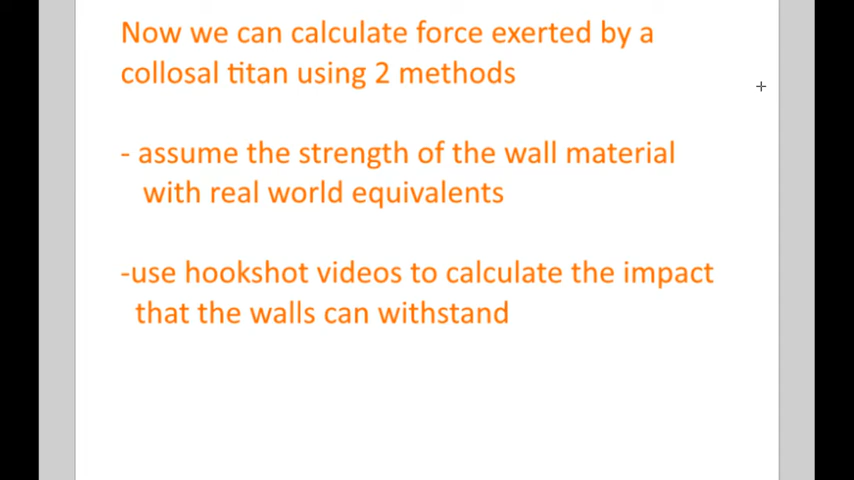 Now we can calculate force exerted by a
collosal titan using 2 methods
- assume the strength of the wall material
with real world equivalents
-use hookshot videos to calculate the impact
that the walls can withstand